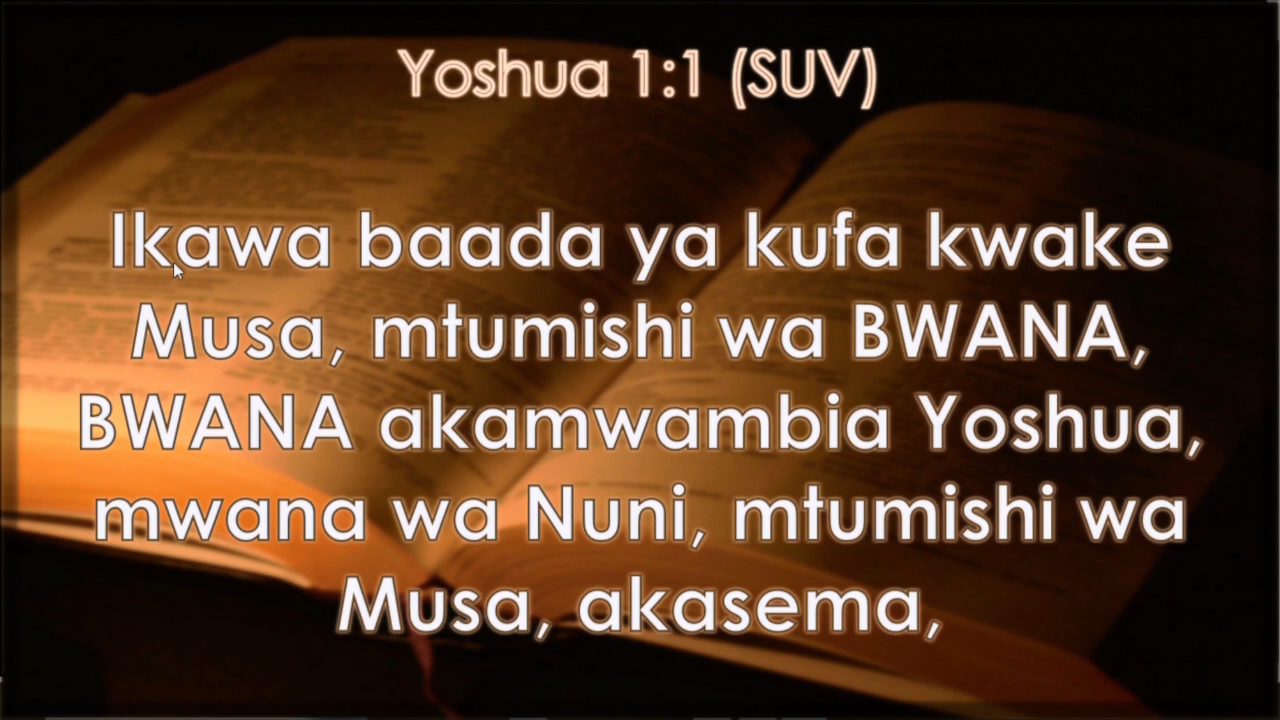 Yoshua 1:1 (SUV)
Ikawa baada ya kufa kwake
Musa, mtumishi wa BWANA,
BWANA akamwambia Yoshua,
mwana wa Nuni, mtumishi wa
Musa, akasema,